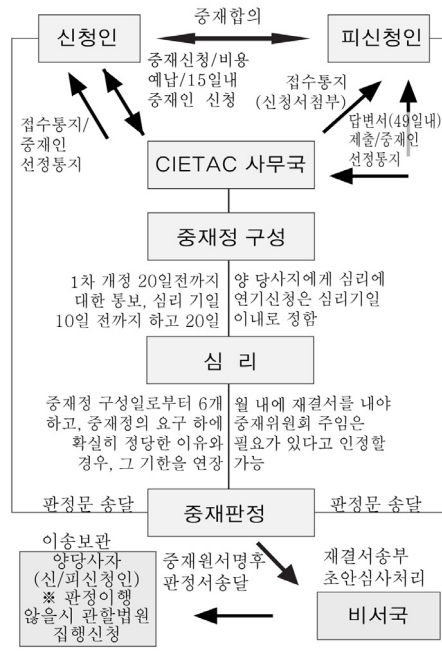 중재합의
신청인
피신청인
중재신청/비용
예납/15일내
중재인 신청
접수통지
(신청서첨부)
접수통지/
중재인
선정통지
답변서(49일내)
제출/중재인
선정통지
CIETAC 사무국
중재정 구성
1차 개정 20일전까지 양 당사지에게 심리에
대한 통보, 심리 기일 연기신청은 심리기일
10일 전까지 하고 20일 이내로 정함
심 리
중재정 구성일로부터 6개월 내에 재결서를 내야
하고, 중재정의 요구 하에 중재위원회 주임은
확실히 정당한 이유와 필요가 있다고 인정할
경우, 그 기한을 연장 가능
판정문 송달
중재판정
판정문 송달
이송보관
양당사자
(신/피신청인)
※ 판정이행
않을시 관할법원
집행신청
중재원서명후
판정서송달
재결서송부
초안심사처리
비서국